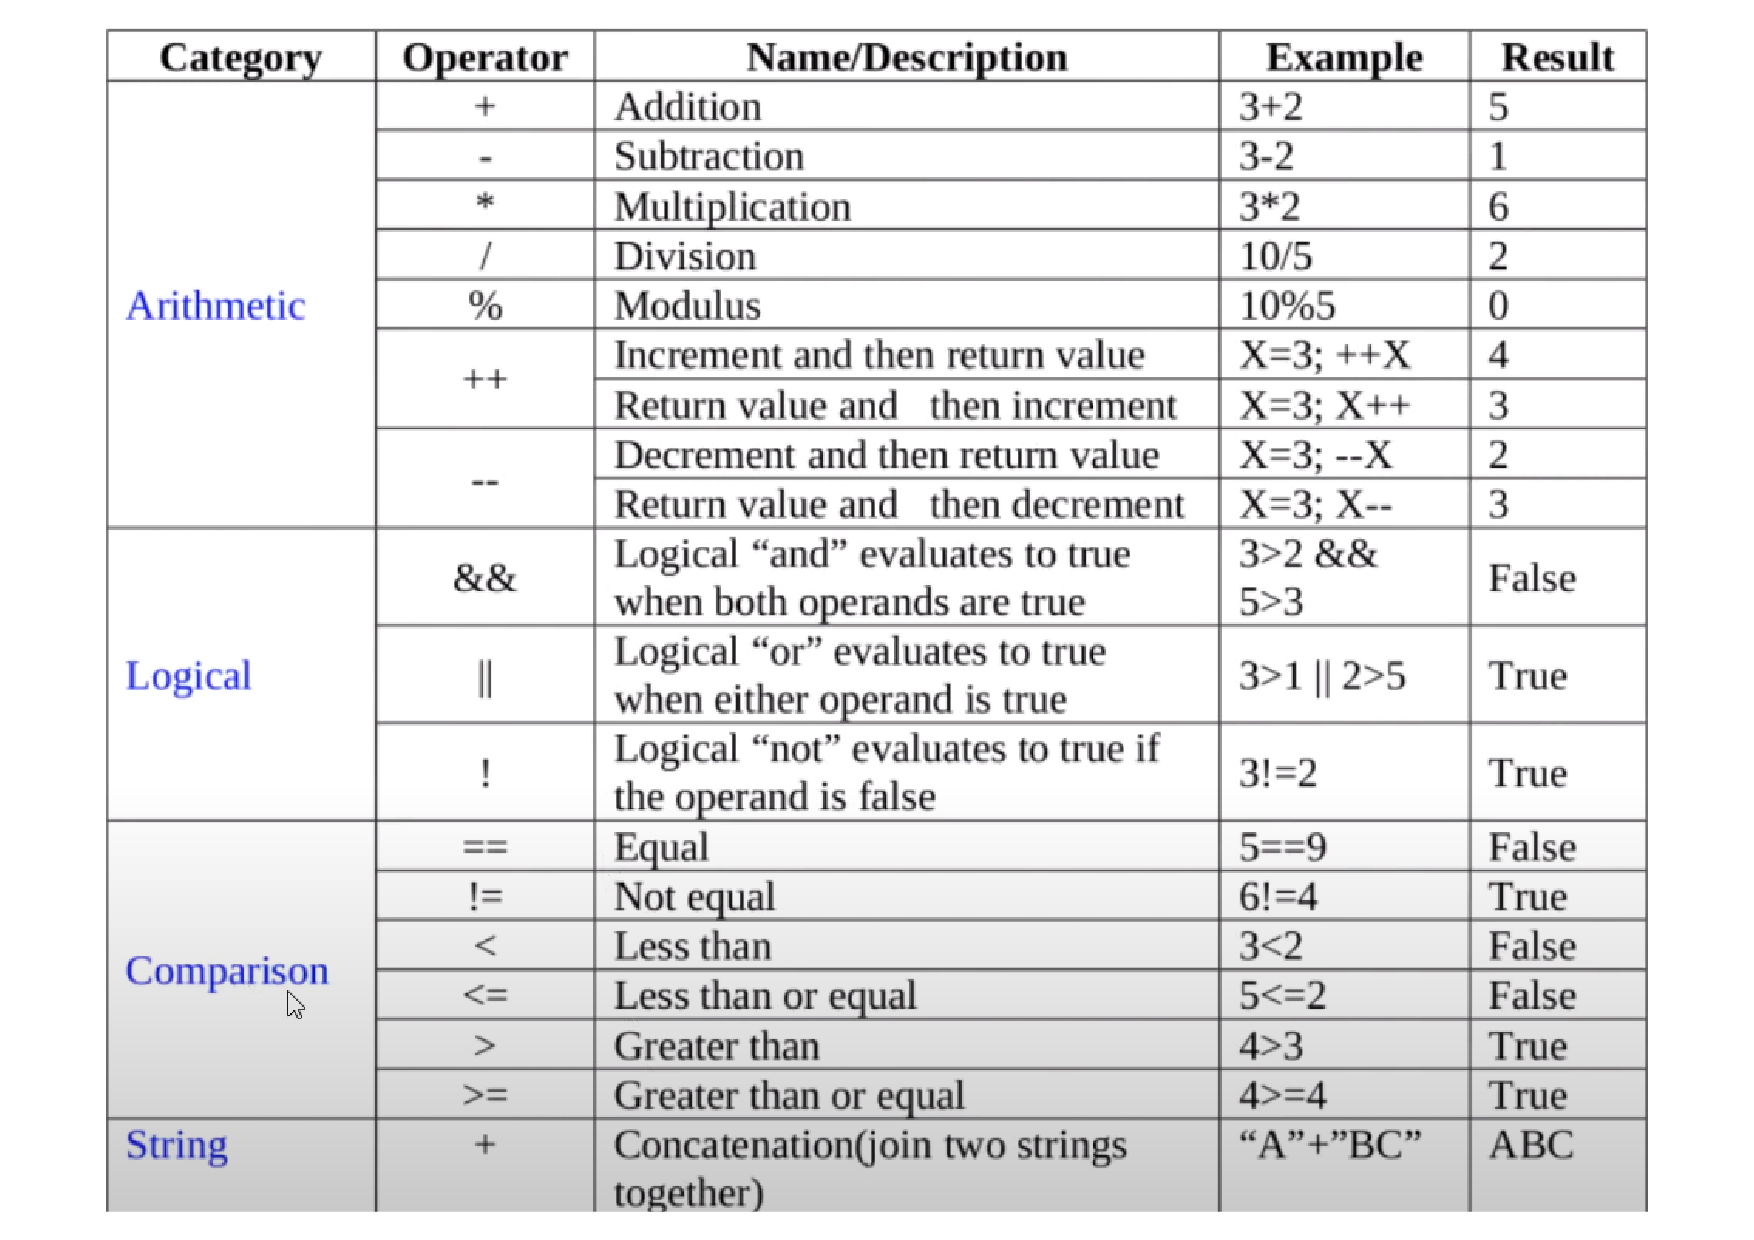 Category Operator Name/Description Example Result
Arithmetic
+ Addition 3+2 5
- Subtraction 3-2 1
* Multiplication 3*2 6
/ Division 10/5 2
% Modulus 10%5 0
++ Increment and then return value X=3; ++X 4
Return value and   then increment X=3; X++ 3
-- Decrement and then return value X=3; --X 2
Return value and   then decrement X=3; X-- 3
Logical
&& Logical “and” evaluates to true
when both operands are true
3>2 &&
5>3
False
|| Logical “or” evaluates to true
when either operand is true
3>1 || 2>5 True
! Logical “not” evaluates to true if
the operand is false
3!=2 True
Comparison
== Equal 5==9 False
!= Not equal 6!=4 True
< Less than 3<2 False
<= Less than or equal 5<=2 False
> Greater than 4>3 True
>= Greater than or equal 4>=4 True
String + Concatenation(join two strings
together)
“A”+”BC” ABC